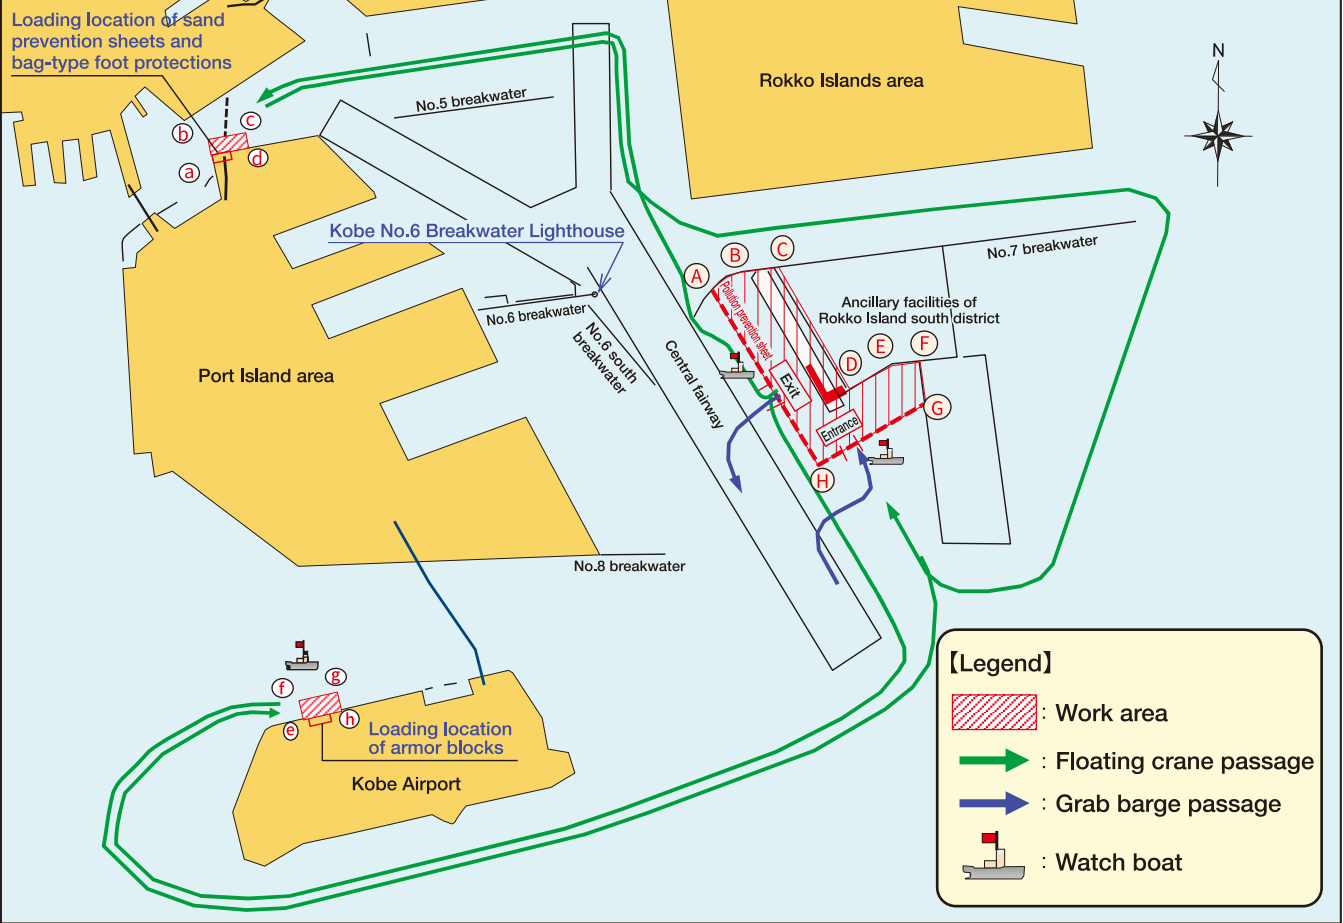 Loading location of sand
prevention sheets and
bag-type foot protections
No.5 breakwater
Rokko Islands area
N
b
c
a
d
Kobe No.6 Breakwater Lighthouse
No.7 breakwater
A
B
C
Pollution prevention sheet
Ancillary facilities of
Rokko Island south district
No.6 breakwater
No.6 south
breakwater
Central fairway
D
E
F
G
H
Exit
Entrance
Port Island area
No.8 breakwater
f
g
e
h
Loading location
of armor blocks
Kobe Airport
【Legend】
: Work area
: Floating crane passage
: Grab barge passage
: Watch boat